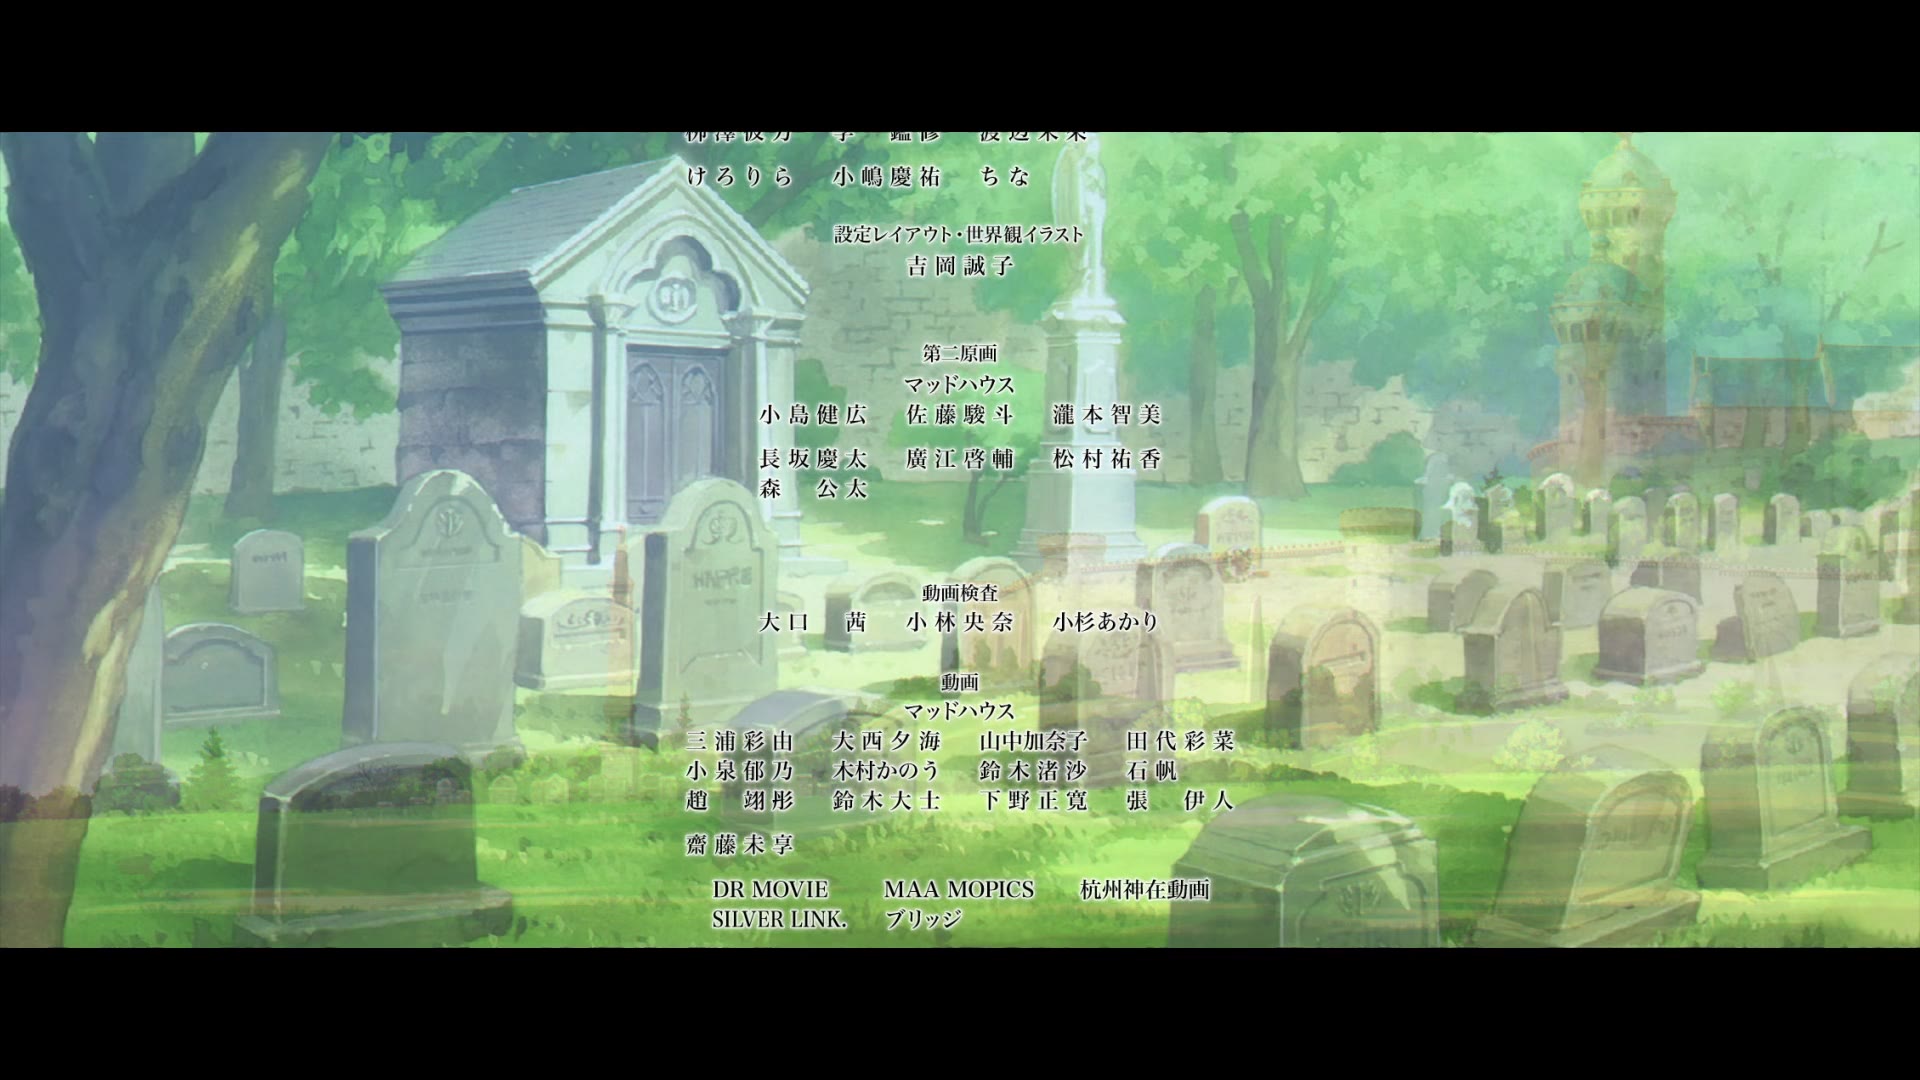 けろりら 小嶋慶祐 ちな
設定レイアウト・世界観イラスト
吉岡誠子
第二原画
マッドハウス
小島健広 佐藤駿斗 瀧本智美
長坂慶太 廣江啓輔 松村祐香
森 公太
動画検査
大口 茜 小林央奈 小杉あかり
動画
マッドハウス
三浦彩由 大西夕海 山中加奈子 田代彩菜
小泉郁乃 木村かのう 鈴木渚沙 石帆
趙 翊彤 鈴木大士 下野正寛 張 伊人
齋藤未享
DR MOVIE MAA MOPICS 杭州神在動画
SILVER LINK. ブリッジ